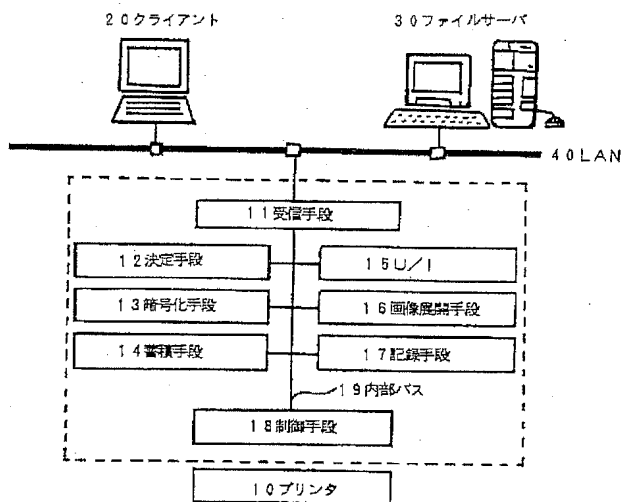 20クライアント
30ファイルサーバ
40LAN
11受信手段
12決定手段
15U/I
13暗号化手段
16画像展開手段
14蓄積手段
17記録手段
19内部バス
18制御手段
10プリンタ